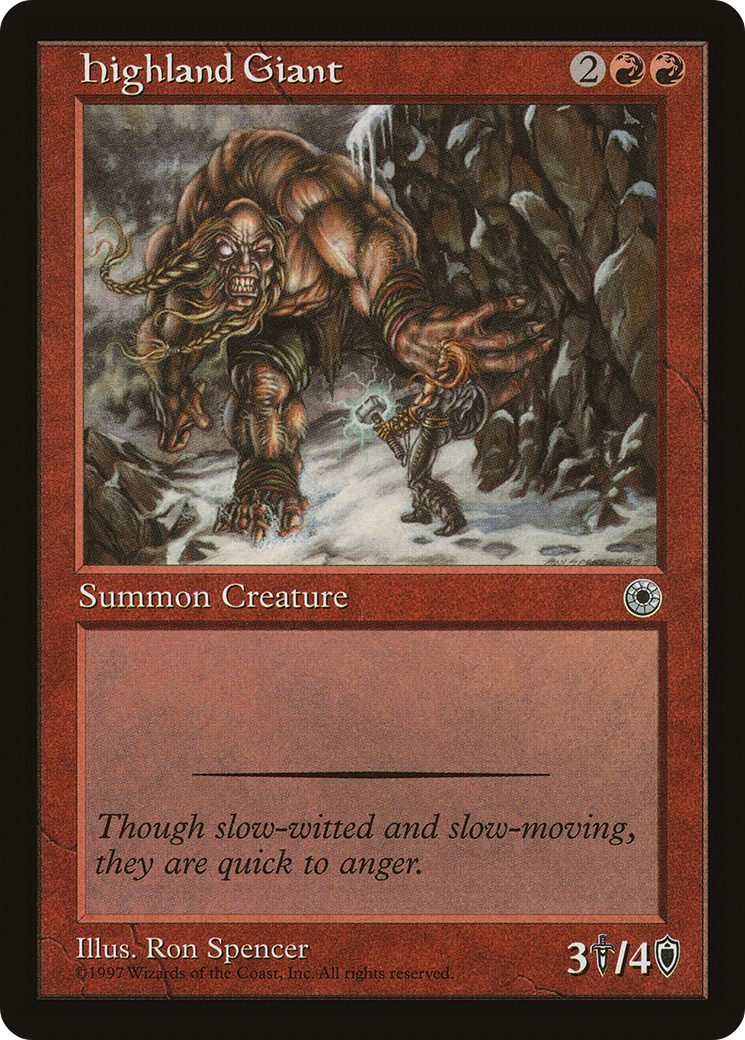 Highland Giant
2
Summon Creature
Though slow-witted and slow-moving,
they are quick to anger.
Illus. Ron Spencer
©1997 Wizards of the Coast, Inc. All rights reserved.
3/4